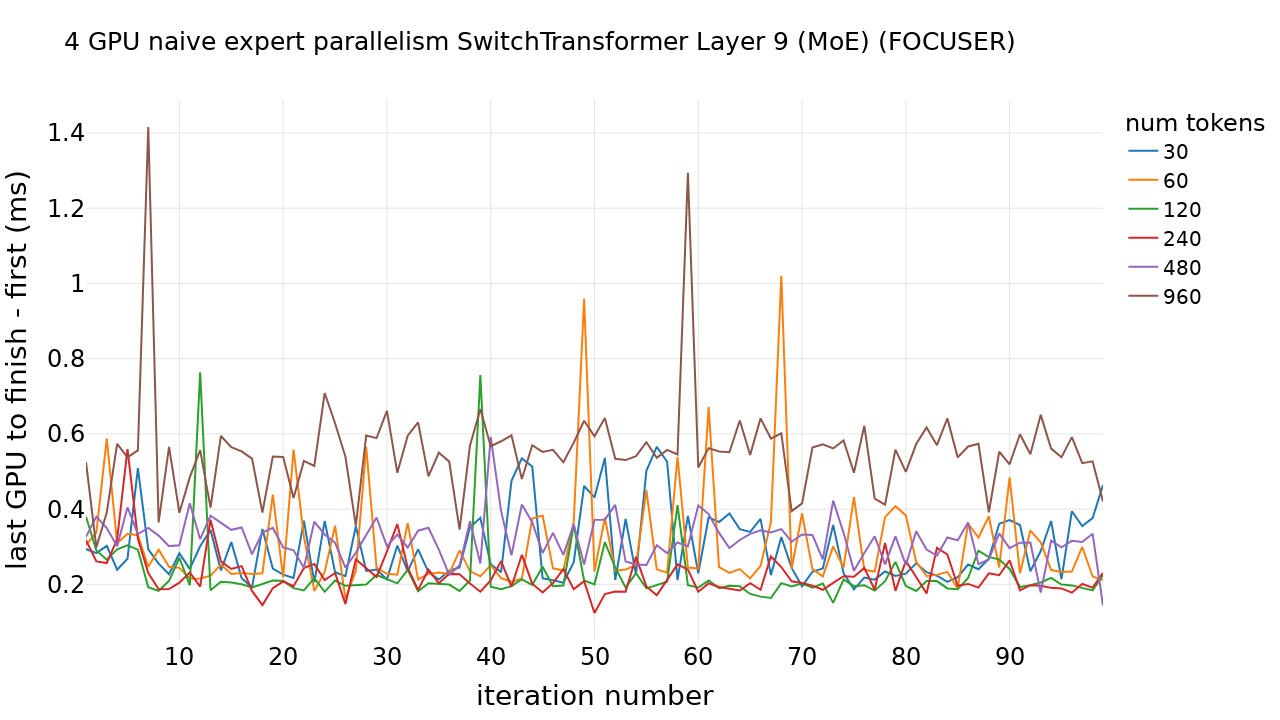 4 GPU naive expert parallelism SwitchTransformer Layer 9 (MoE) (FOCUSER)
last GPU to finish - first (ms)
1.4
1.2
1
0.8
0.6
0.4
0.2
10 20 30 40 50 60 70 80 90
iteration number
num tokens
30
60
120
240
480
960